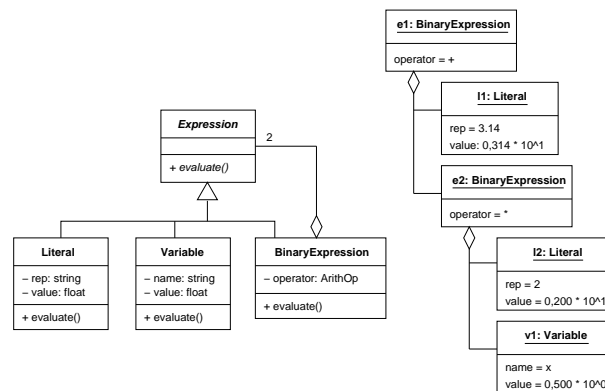 e1: BinaryExpression
operator = +
l1: Literal
rep = 3.14
value: 0,314 * 10^1
Expression
2
+ evaluate()
e2: BinaryExpression
operator = *
Literal
– rep: string
– value: float
+ evaluate()
Variable
– name: string
– value: float
+ evaluate()
BinaryExpression
– operator: ArithOp
+ evaluate()
l2: Literal
rep = 2
value = 0,200 * 10^1
v1: Variable
name = x
value = 0,500 * 10^0